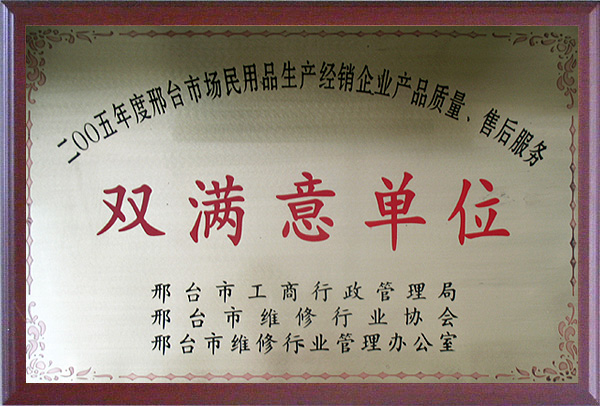 二〇〇五年度邢台市场民用品生产经销企业产品质量、售后服务
双满意单位
邢台市工商行政管理局
邢台市维修行业协会
邢台市维修行业管理办公室